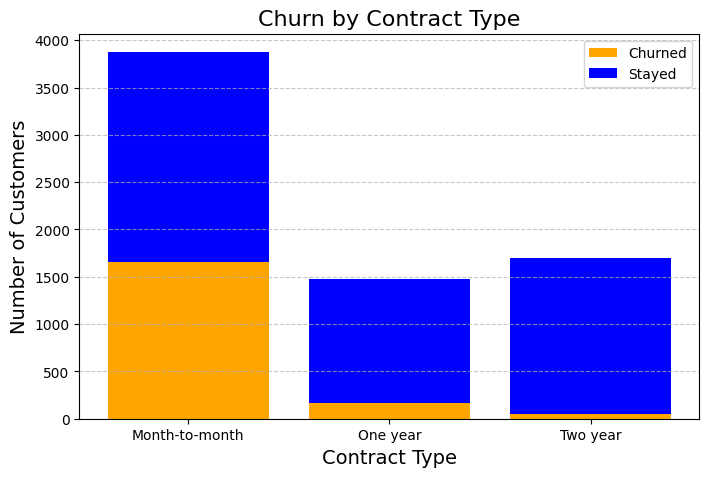 Churn by Contract Type
Churned
Stayed
Number of Customers
4000
3500
3000
2500
2000
1500
1000
500
0
Month-to-month
One year
Two year
Contract Type